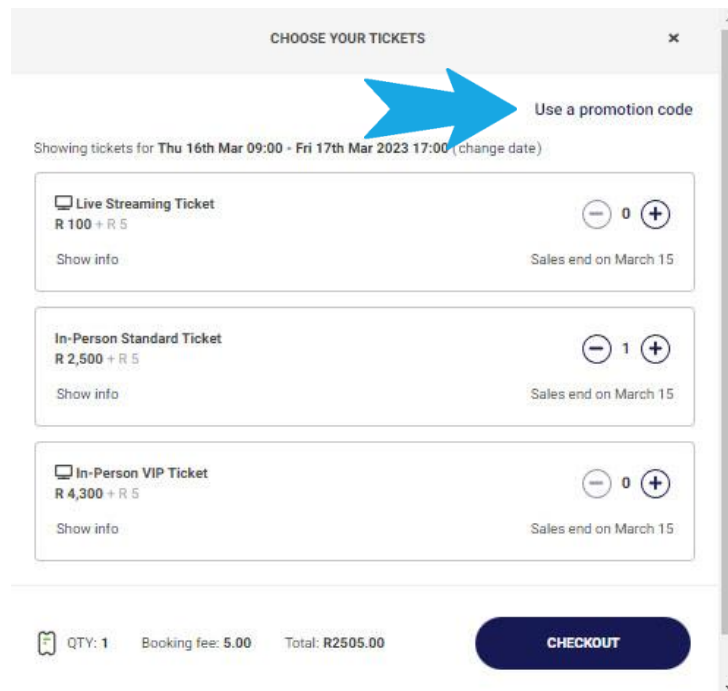 CHOOSE YOUR TICKETS ×
Use a promotion code
Showing tickets for Thu 16th Mar 09:00 - Fri 17th Mar 2023 17:00 (change date)
Live Streaming Ticket
R 100 + R 5
0
Show info
Sales end on March 15
In-Person Standard Ticket
R 2,500 + R 5
1
Show info
Sales end on March 15
In-Person VIP Ticket
R 4,300 + R 5
0
Show info
Sales end on March 15
QTY: 1 Booking fee: 5.00 Total: R2505.00 CHECKOUT